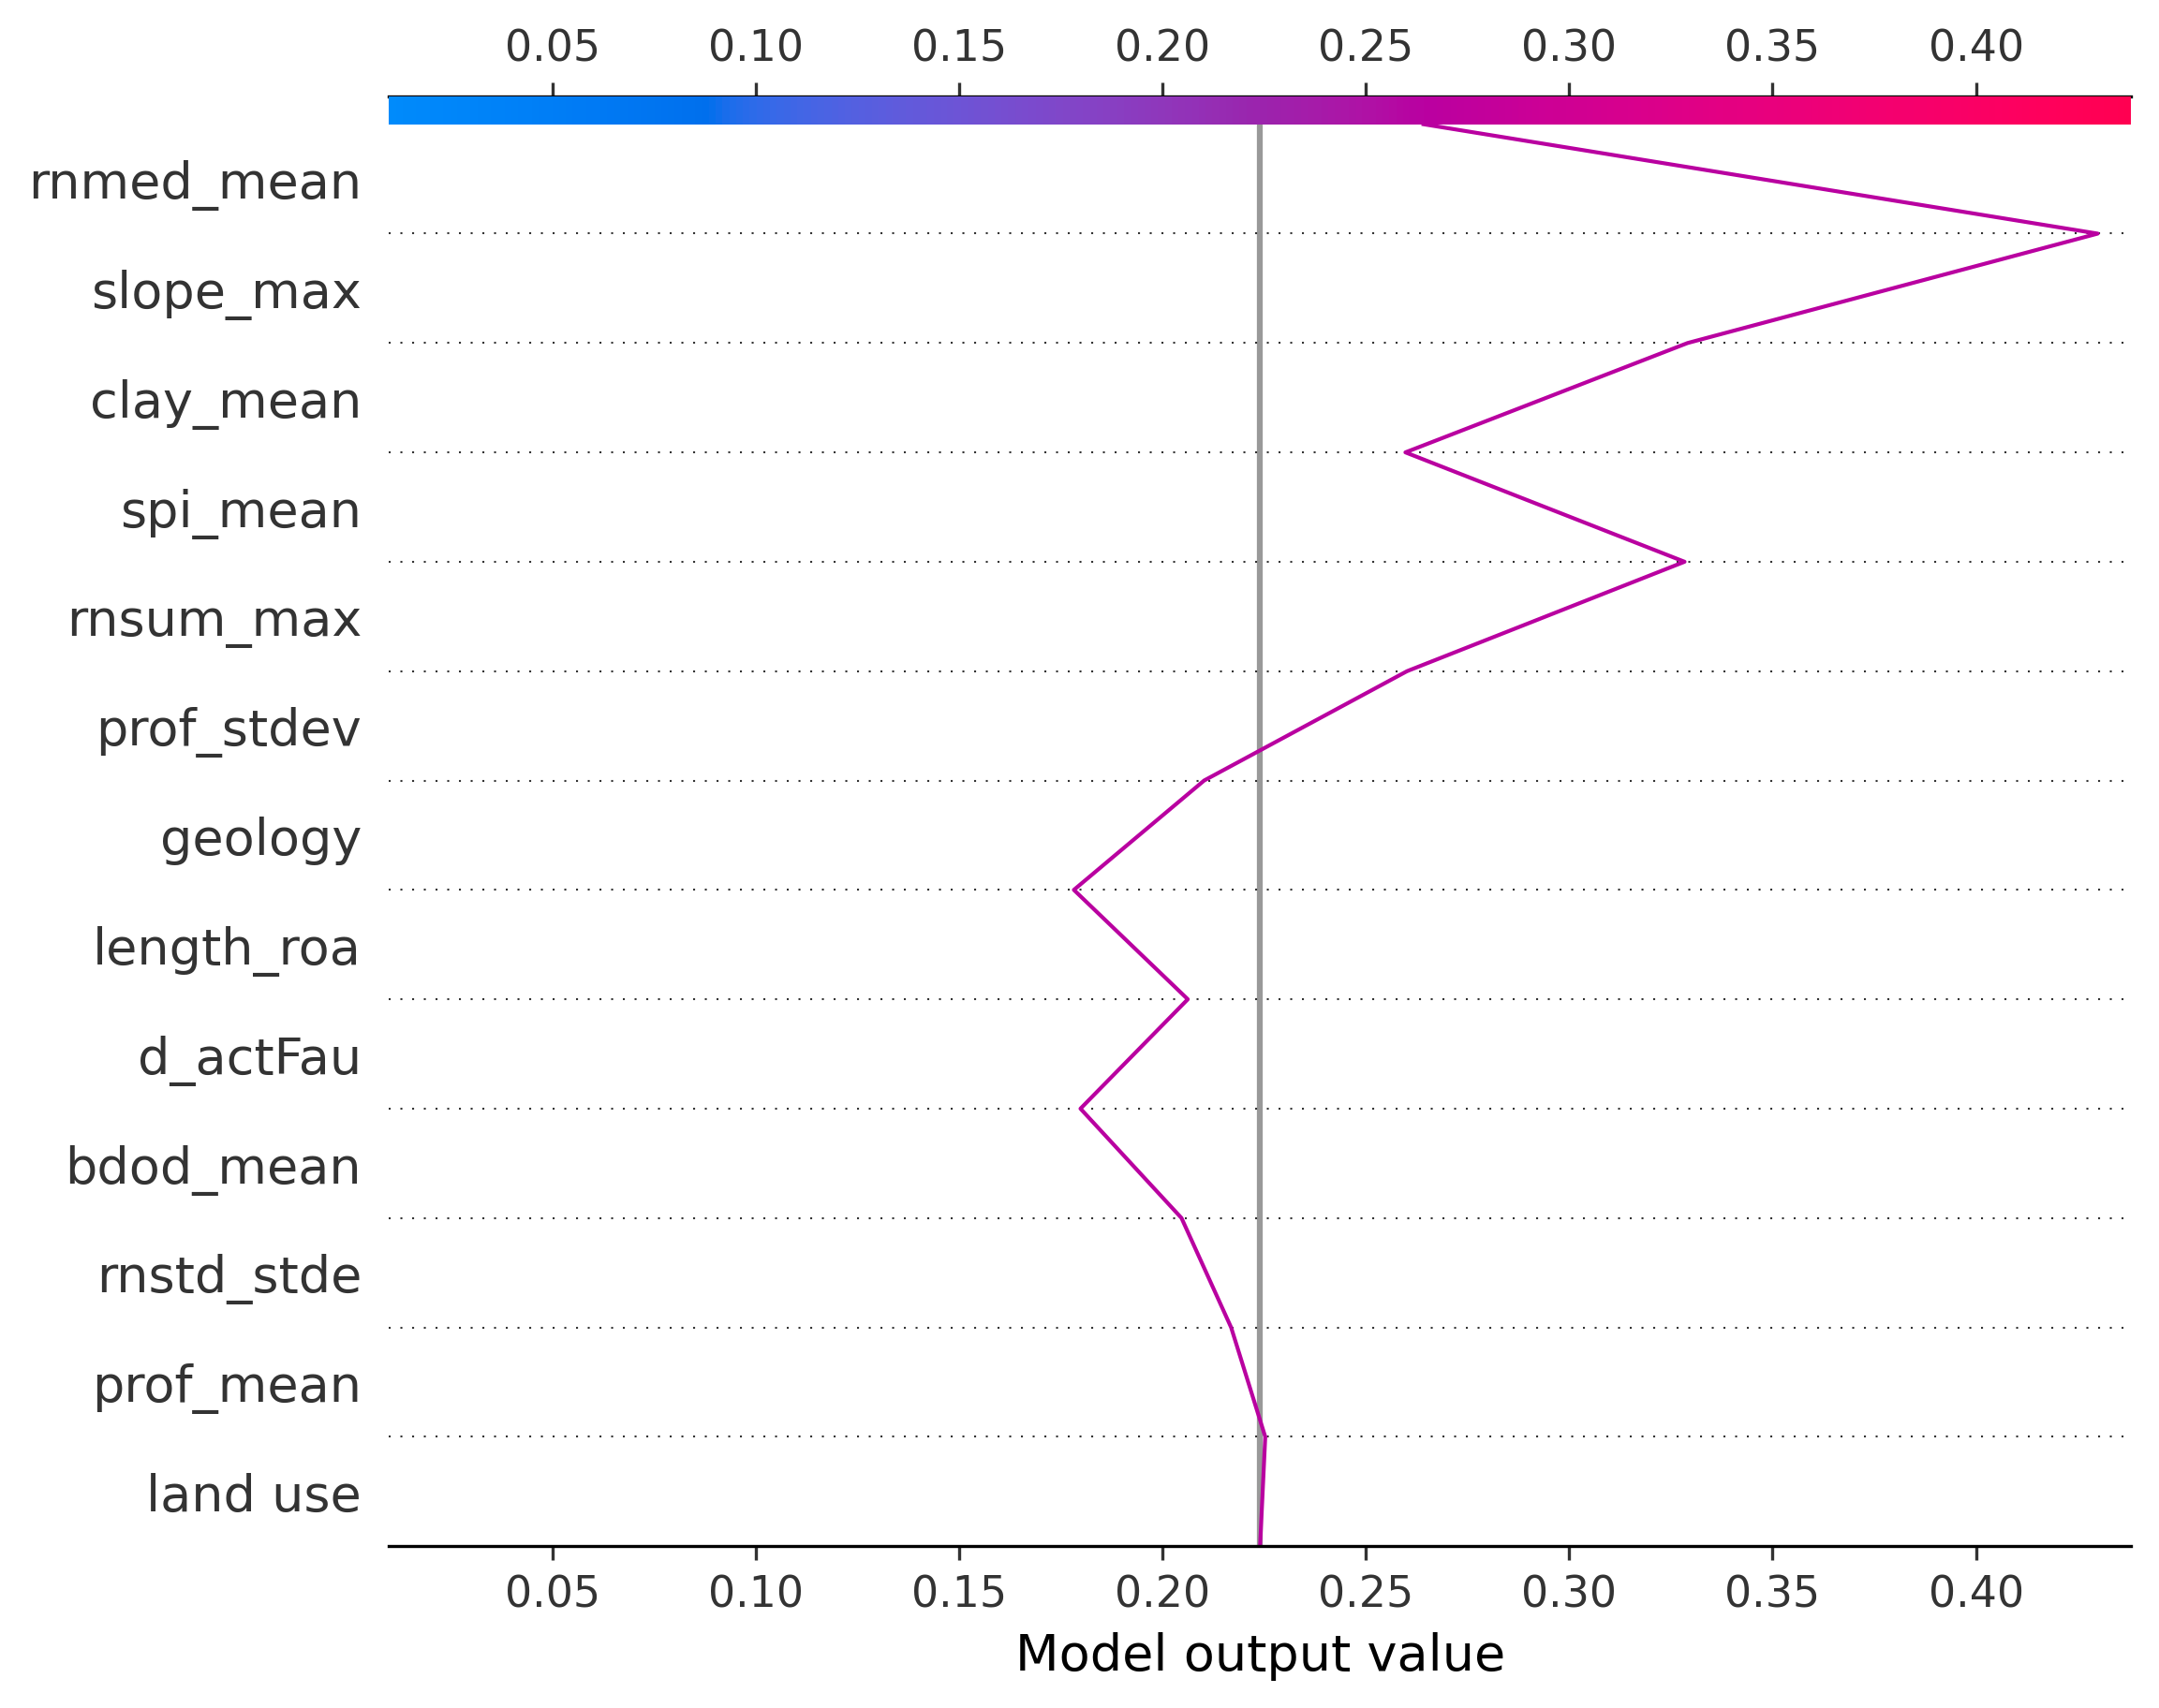 0.05 0.10 0.15 0.20 0.25 0.30 0.35 0.40
rnmed_mean
slope_max
clay_mean
spi_mean
rnsum_max
prof_stdev
geology
length_roa
d_actFau
bdod_mean
rnstd_stde
prof_mean
land use
0.05 0.10 0.15 0.20 0.25 0.30 0.35 0.40
Model output value